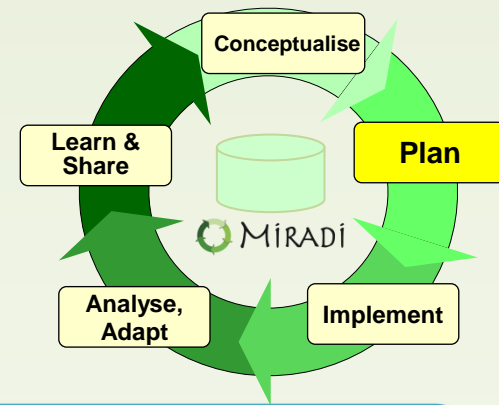 Conceptualise
Plan
Implement
Analyse,
Adapt
Learn &
Share
MIRADI